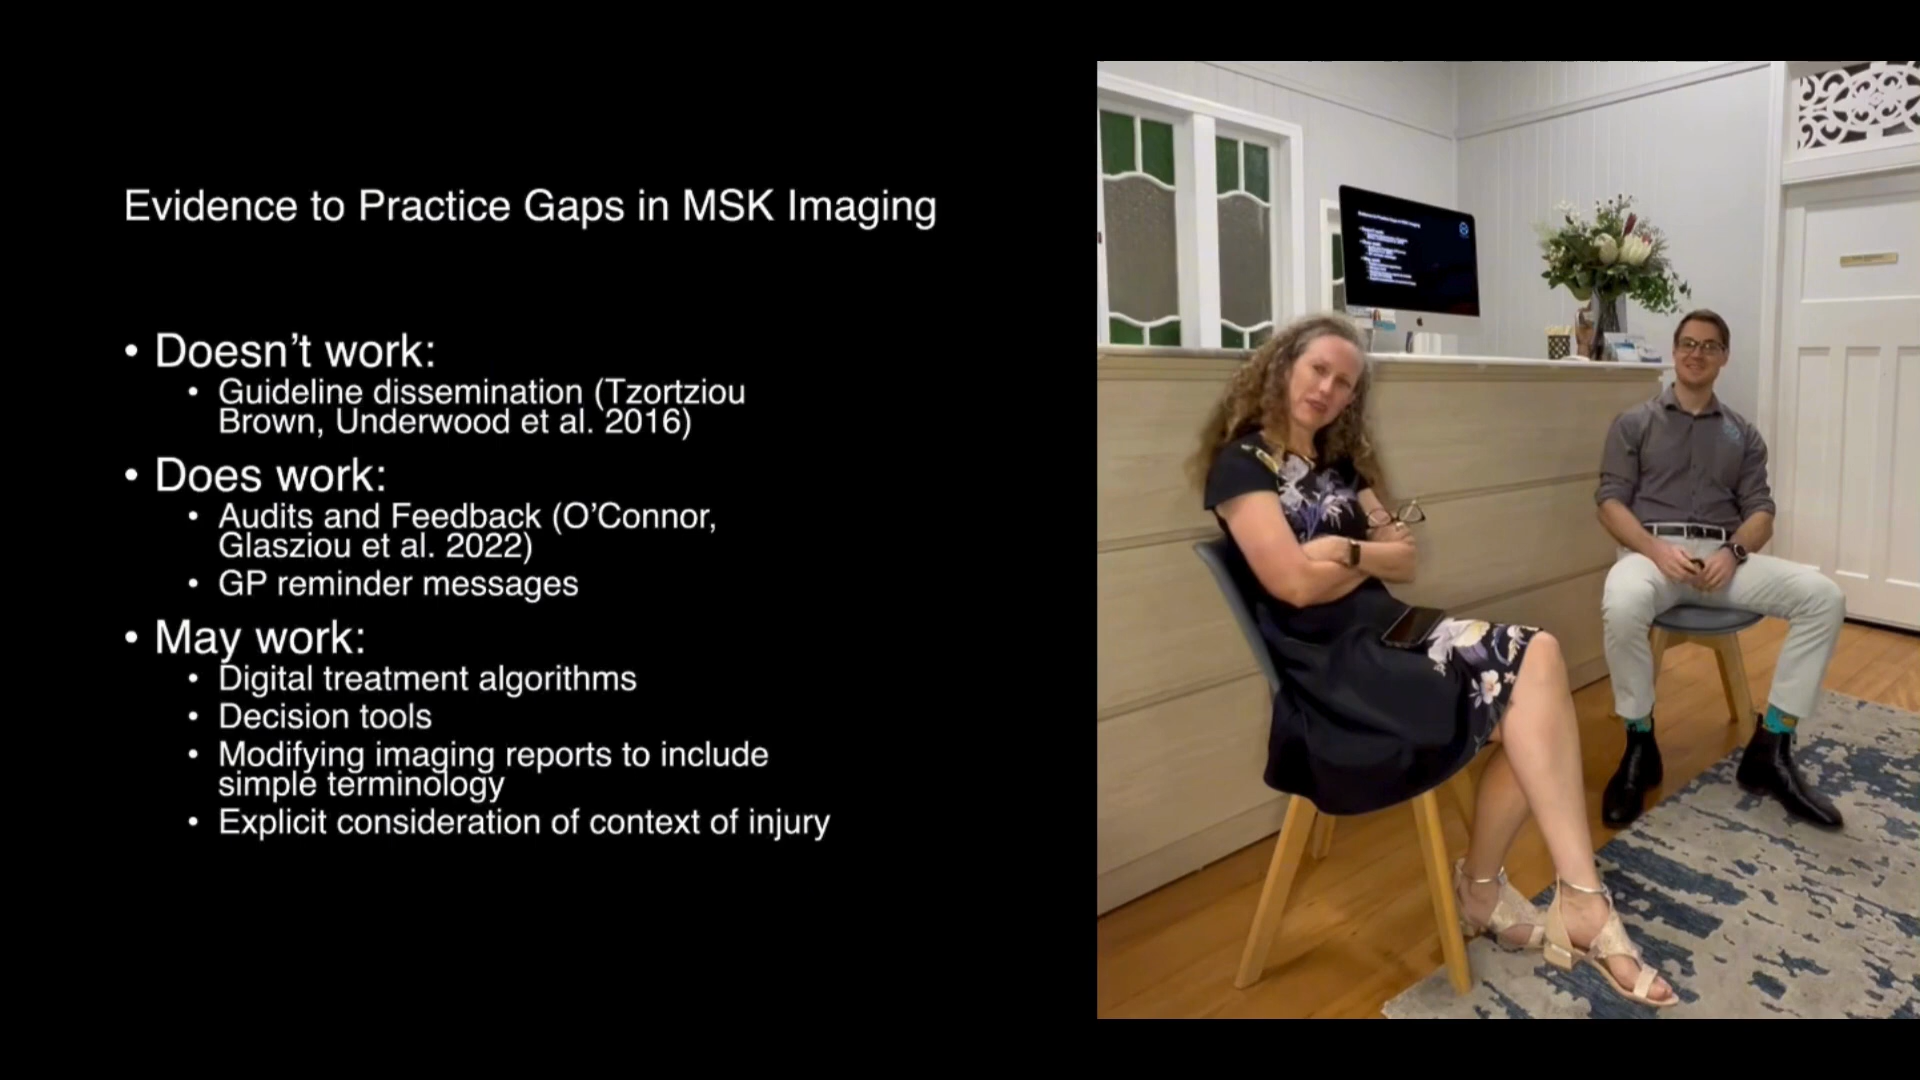 Evidence to Practice Gaps in MSK Imaging
• Doesn’t work:
• Guideline dissemination (Tzortziou
Brown, Underwood et al. 2016)
• Does work:
• Audits and Feedback (O’Connor,
Glasziou et al. 2022)
• GP reminder messages
• May work:
• Digital treatment algorithms
• Decision tools
• Modifying imaging reports to include
simple terminology
• Explicit consideration of context of injury